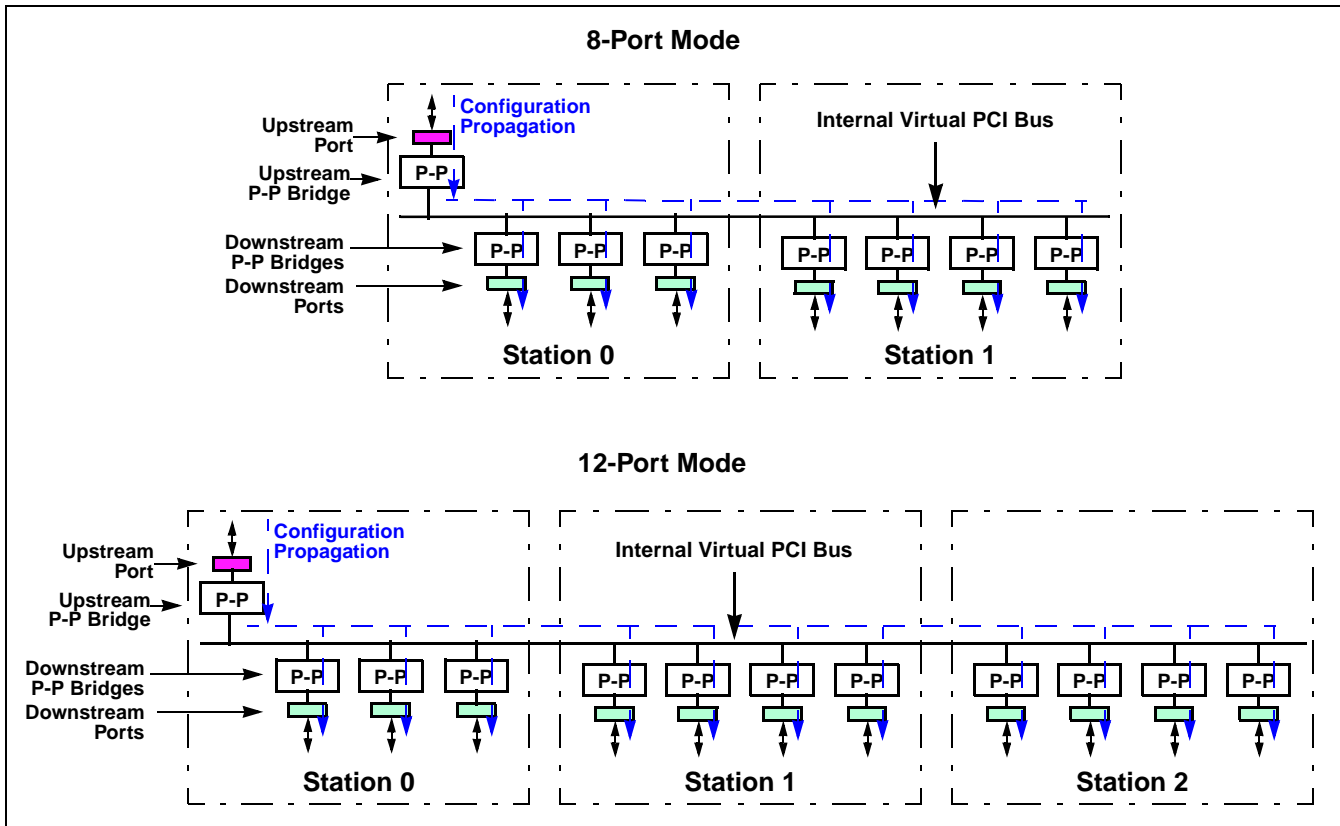 8-Port Mode
Configuration
Propagation
Upstream
Port
Internal Virtual PCI Bus
Upstream
P-P Bridge
P-P
Downstream
P-P Bridges
P-P P-P P-P P-P P-P P-P P-P
Downstream
Ports
Station 0
Station 1
12-Port Mode
Configuration
Propagation
Upstream
Port
Internal Virtual PCI Bus
Upstream
P-P Bridge
P-P
Downstream
P-P Bridges
P-P P-P P-P P-P P-P P-P P-P P-P P-P P-P P-P
Downstream
Ports
Station 0
Station 1
Station 2